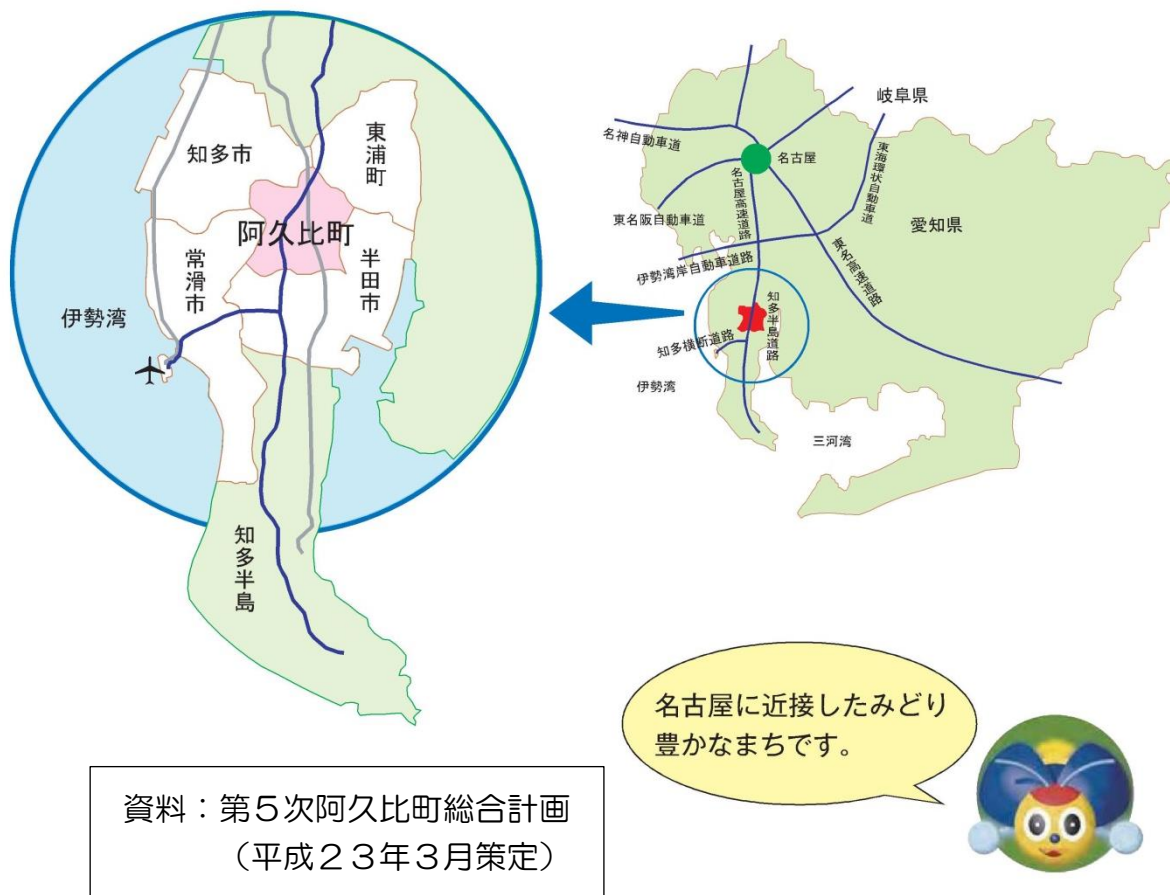 知多市
東浦町
阿久比町
常滑市
半田市
伊勢湾
知多半島
岐阜県
名神自動車道
名古屋
東海環状自動車道
名古屋高速道路
東名阪自動車道
愛知県
伊勢湾岸自動車道路
東名高速道路
知多半島道路
知多横断道路
伊勢湾
三河湾
名古屋に近接したみどり
豊かなまちです。
資料：第５次阿久比町総合計画
（平成２３年３月策定）